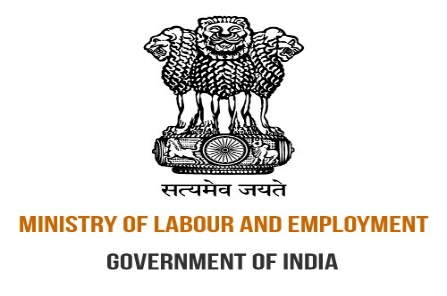 सत्यमेव जयते
MINISTRY OF LABOUR AND EMPLOYMENT
GOVERNMENT OF INDIA